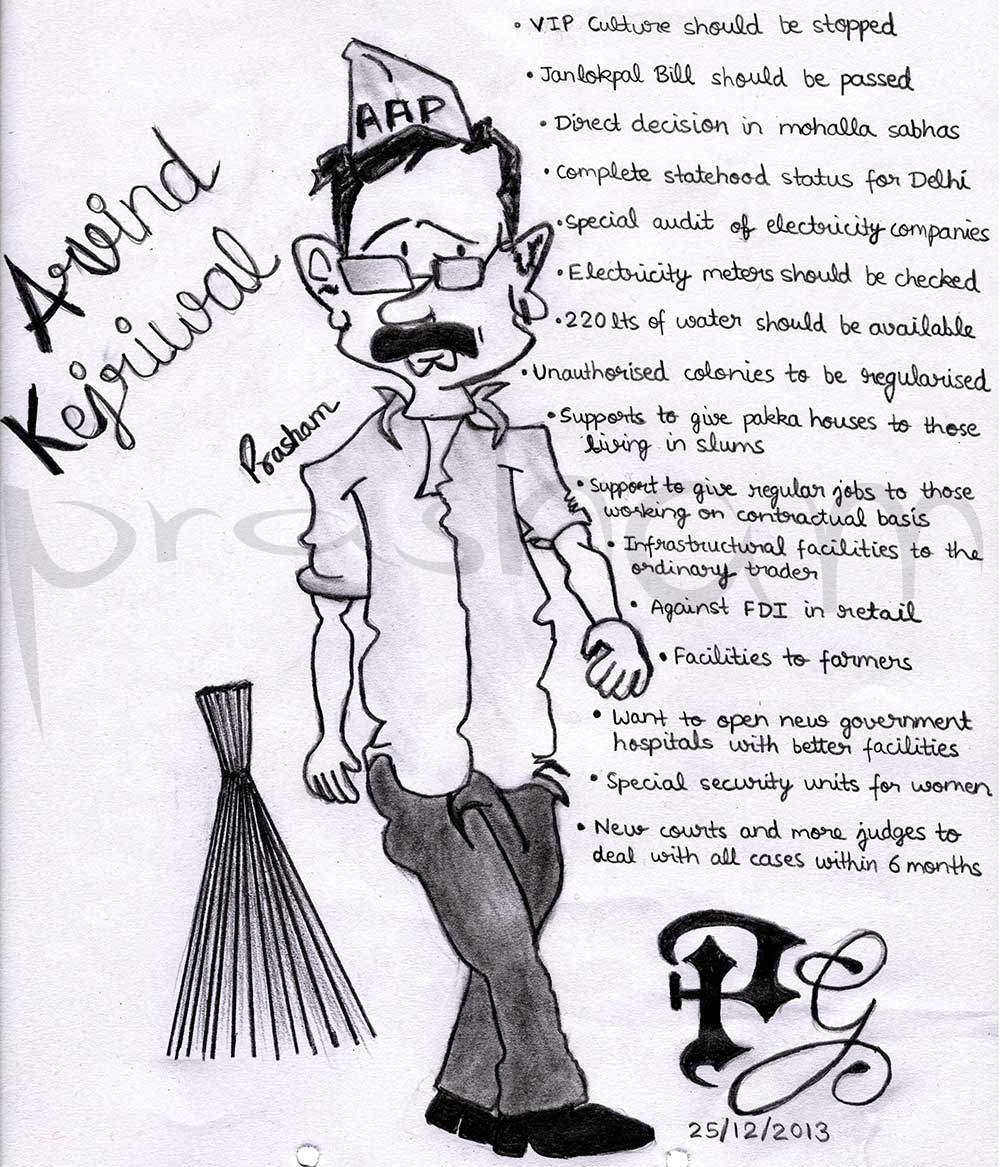 • VIP Culture should be stopped
• Janlokpal Bill should be passed
AAP
• Direct decision in mohalla sabhas
• Complete statehood status for Delhi
Arvind
Kejriwal
• Special audit of electricity companies
• Electricity meters should be checked
• 220 lts of water should be available
• Unauthorised colonies to be regularised
Prasham
• Supports to give pakka houses to those
living in slums
• Support to give regular jobs to those
working on contractual basis
prasham
• Infrastructural facilities to the
ordinary trader
• Against FDI in retail
• Facilities to farmers
• Want to open new government
hospitals with better facilities
• Special security units for women
• New courts and more judges to
deal with all cases within 6 months
PG
25/12/2013